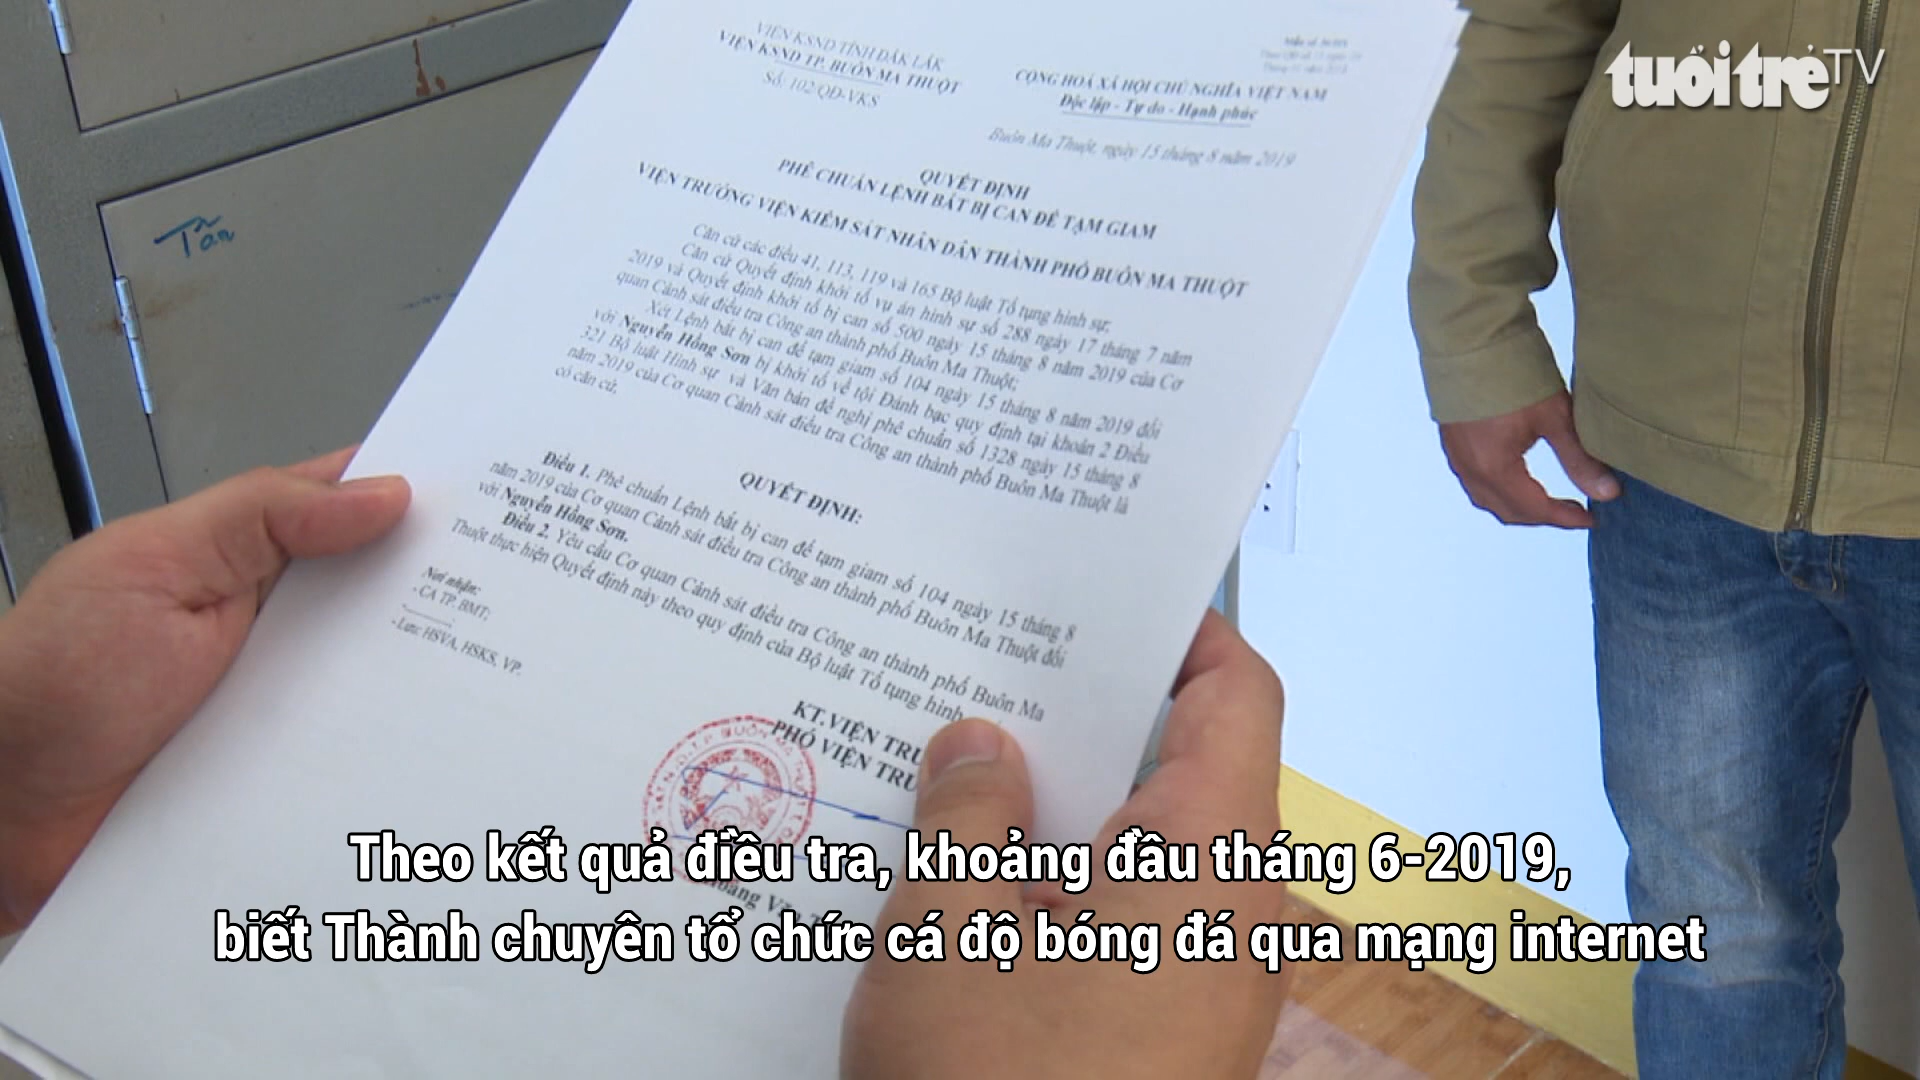 tuổi trẻ TV
VIỆN KSND TỈNH ĐẮK LẮK
VIỆN KSND TP. BUÔN MA THUỘT
Số: 102/QĐ-VKS
CỘNG HOÀ XÃ HỘI CHỦ NGHĨA VIỆT NAM
Độc lập - Tự do - Hạnh phúc
Buôn Ma Thuột, ngày 15 tháng 8 năm 2019
Tân
QUYẾT ĐỊNH
PHÊ CHUẨN LỆNH BẮT BỊ CAN ĐỂ TẠM GIAM
VIỆN TRƯỞNG VIỆN KIỂM SÁT NHÂN DÂN THÀNH PHỐ BUÔN MA THUỘT
Căn cứ các điều 41, 113, 119 và 165 Bộ luật Tố tụng hình sự;
Căn cứ Quyết định khởi tố vụ án hình sự số 288 ngày 17 tháng 7 năm
2019 và Quyết định khởi tố bị can số 500 ngày 15 tháng 8 năm 2019 của Cơ
quan Cảnh sát điều tra Công an thành phố Buôn Ma Thuột;
Xét Lệnh bắt bị can để tạm giam số 104 ngày 15 tháng 8 năm 2019 đối
với Nguyễn Hồng Sơn bị khởi tố về tội Đánh bạc quy định tại khoản 2 Điều
321 Bộ luật Hình sự và Văn bản đề nghị phê chuẩn số 1328 ngày 15 tháng 8
năm 2019 của Cơ quan Cảnh sát điều tra Công an thành phố Buôn Ma Thuột là
có căn cứ,
QUYẾT ĐỊNH:
Điều 1. Phê chuẩn Lệnh bắt bị can để tạm giam số 104 ngày 15 tháng 8
năm 2019 của Cơ quan Cảnh sát điều tra Công an thành phố Buôn Ma Thuột đối
với Nguyễn Hồng Sơn.
Điều 2. Yêu cầu Cơ quan Cảnh sát điều tra Công an thành phố Buôn Ma
Thuột thực hiện Quyết định này theo quy định của Bộ luật Tố tụng hình
Nơi nhận:
- CA TP. BMT;
- Lưu: HSVA, HSKS, VP.
KT.VIỆN TRƯ
PHÓ VIỆN TRƯ
Theo kết quả điều tra, khoảng đầu tháng 6-2019,
biết Thành chuyên tổ chức cá độ bóng đá qua mạng internet